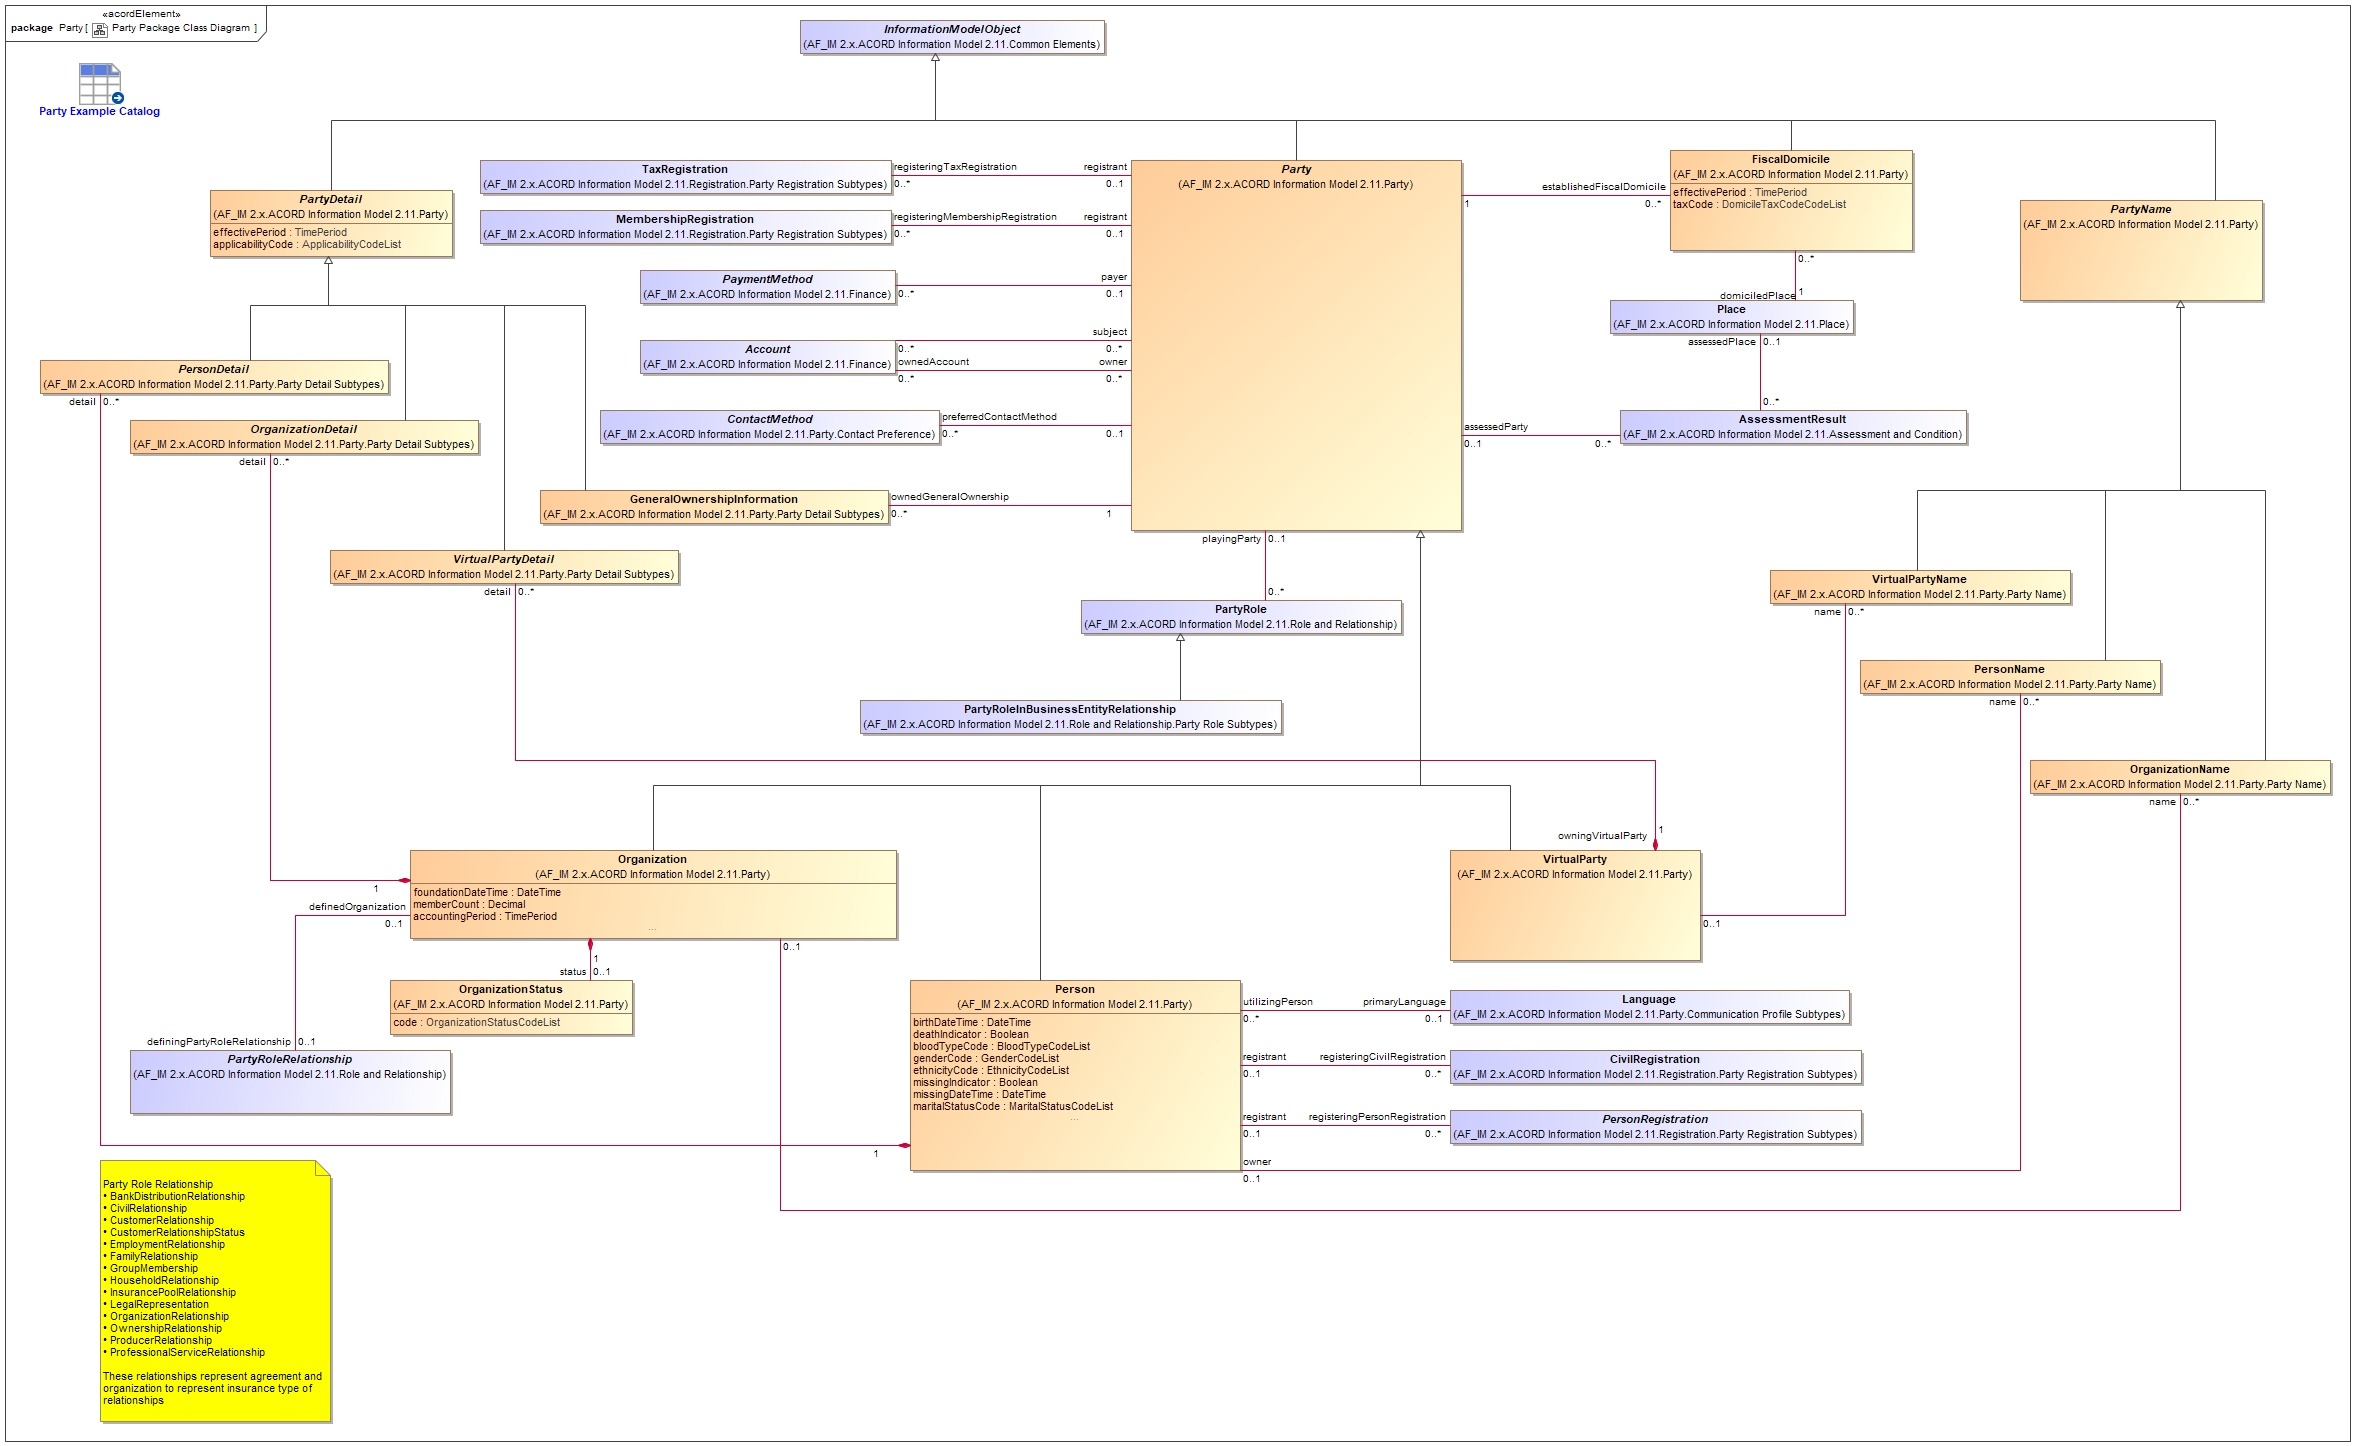 «acordElement»
package Party [ Party Package Class Diagram ]
Party Example Catalog
InformationModelObject
(AF_IM 2.x.ACORD Information Model 2.11.Common Elements)
TaxRegistration
(AF_IM 2.x.ACORD Information Model 2.11.Registration.Party Registration Subtypes)
registeringTaxRegistration
0..*
registrant
0..1
MembershipRegistration
(AF_IM 2.x.ACORD Information Model 2.11.Registration.Party Registration Subtypes)
registeringMembershipRegistration
0..*
registrant
0..1
Party
(AF_IM 2.x.ACORD Information Model 2.11.Party)
FiscalDomicile
(AF_IM 2.x.ACORD Information Model 2.11.Party)
effectivePeriod : TimePeriod
taxCode : DomicileTaxCodeCodeList
establishedFiscalDomicile
1
0..*
PartyName
(AF_IM 2.x.ACORD Information Model 2.11.Party)
PartyDetail
(AF_IM 2.x.ACORD Information Model 2.11.Party)
effectivePeriod : TimePeriod
applicabilityCode : ApplicabilityCodeList
PaymentMethod
(AF_IM 2.x.ACORD Information Model 2.11.Finance)
0..*
payer
0..1
0..*
domiciledPlace
1
Place
(AF_IM 2.x.ACORD Information Model 2.11.Place)
assessedPlace
0..1
0..*
Account
(AF_IM 2.x.ACORD Information Model 2.11.Finance)
0..*
subject
0..*
ownedAccount
0..*
owner
0..*
PersonDetail
(AF_IM 2.x.ACORD Information Model 2.11.Party.Party Detail Subtypes)
detail
0..*
ContactMethod
(AF_IM 2.x.ACORD Information Model 2.11.Party.Contact Preference)
preferredContactMethod
0..*
0..1
AssessmentResult
(AF_IM 2.x.ACORD Information Model 2.11.Assessment and Condition)
assessedParty
0..1
0..*
OrganizationDetail
(AF_IM 2.x.ACORD Information Model 2.11.Party.Party Detail Subtypes)
detail
0..*
GeneralOwnershipInformation
(AF_IM 2.x.ACORD Information Model 2.11.Party.Party Detail Subtypes)
ownedGeneralOwnership
0..*
1
playingParty
0..1
0..*
VirtualPartyDetail
(AF_IM 2.x.ACORD Information Model 2.11.Party.Party Detail Subtypes)
detail
0..*
VirtualPartyName
(AF_IM 2.x.ACORD Information Model 2.11.Party.Party Name)
name
0..*
PartyRole
(AF_IM 2.x.ACORD Information Model 2.11.Role and Relationship)
PersonName
(AF_IM 2.x.ACORD Information Model 2.11.Party.Party Name)
name
0..*
PartyRoleInBusinessEntityRelationship
(AF_IM 2.x.ACORD Information Model 2.11.Role and Relationship.Party Role Subtypes)
OrganizationName
(AF_IM 2.x.ACORD Information Model 2.11.Party.Party Name)
name
0..*
Organization
(AF_IM 2.x.ACORD Information Model 2.11.Party)
foundationDateTime : DateTime
memberCount : Decimal
accountingPeriod : TimePeriod
...
1
definedOrganization
0..1
0..1
owningVirtualParty
1
VirtualParty
(AF_IM 2.x.ACORD Information Model 2.11.Party)
0..1
1
status
0..1
OrganizationStatus
(AF_IM 2.x.ACORD Information Model 2.11.Party)
code : OrganizationStatusCodeList
definingPartyRoleRelationship
0..1
PartyRoleRelationship
(AF_IM 2.x.ACORD Information Model 2.11.Role and Relationship)
Person
(AF_IM 2.x.ACORD Information Model 2.11.Party)
birthDateTime : DateTime
deathIndicator : Boolean
bloodTypeCode : BloodTypeCodeList
genderCode : GenderCodeList
ethnicityCode : EthnicityCodeList
missingIndicator : Boolean
missingDateTime : DateTime
maritalStatusCode : MaritalStatusCodeList
...
1
utilizingPerson
0..*
primaryLanguage
0..1
Language
(AF_IM 2.x.ACORD Information Model 2.11.Party.Communication Profile Subtypes)
registrant
0..1
registeringCivilRegistration
0..*
CivilRegistration
(AF_IM 2.x.ACORD Information Model 2.11.Registration.Party Registration Subtypes)
registrant
0..1
registeringPersonRegistration
0..*
PersonRegistration
(AF_IM 2.x.ACORD Information Model 2.11.Registration.Party Registration Subtypes)
owner
0..1
Party Role Relationship
• BankDistributionRelationship
• CivilRelationship
• CustomerRelationship
• CustomerRelationshipStatus
• EmploymentRelationship
• FamilyRelationship
• GroupMembership
• HouseholdRelationship
• InsurancePoolRelationship
• LegalRepresentation
• OrganizationRelationship
• OwnershipRelationship
• ProducerRelationship
• ProfessionalServiceRelationship
These relationships represent agreement and
organization to represent insurance type of
relationships